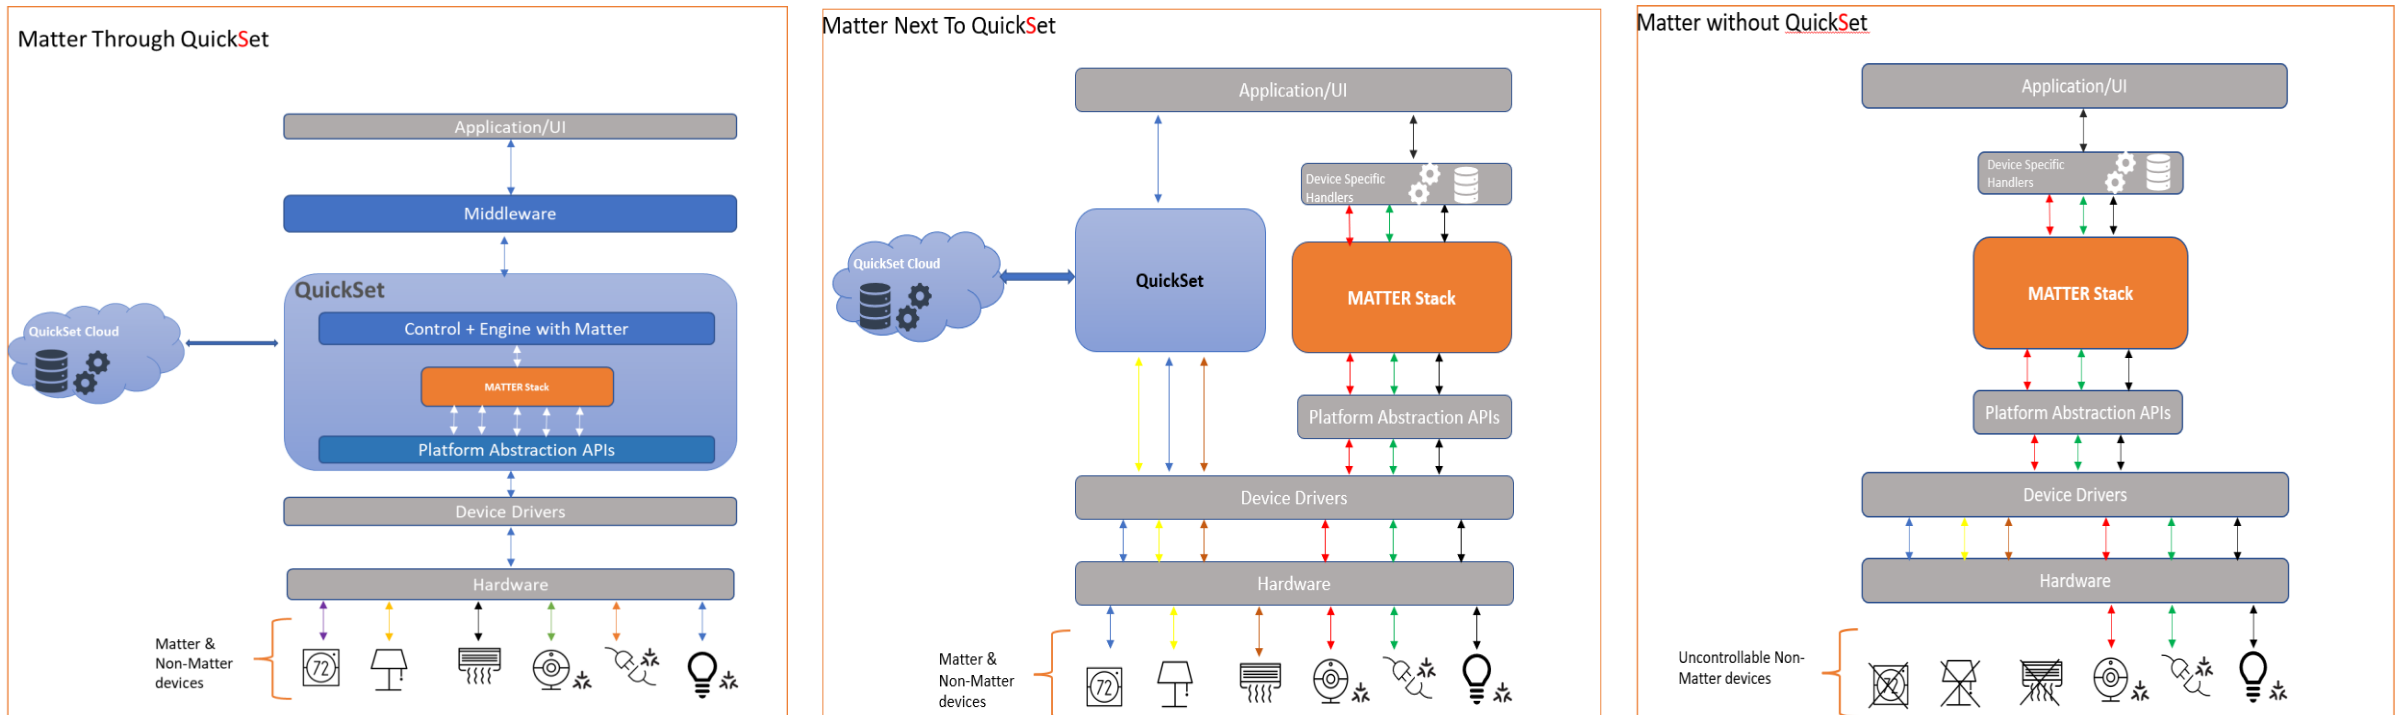 Matter Through QuickSet
Application/UI
Middleware
QuickSet
QuickSet Cloud
Control + Engine with Matter
MATTER Stack
Platform Abstraction APIs
Device Drivers
Hardware
Matter &
Non-Matter
devices
72
Matter Next To QuickSet
Application/UI
Device Specific
Handlers
QuickSet Cloud
QuickSet
MATTER Stack
Platform Abstraction APIs
Device Drivers
Hardware
Matter &
Non-Matter
devices
72
Matter without QuickSet
Application/UI
Device Specific
Handlers
MATTER Stack
Platform Abstraction APIs
Device Drivers
Hardware
Uncontrollable Non-
Matter devices
72